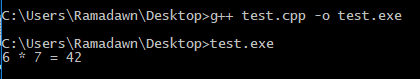 C:\Users\Ramadawn\Desktop>g++ test.cpp -o test.exe
C:\Users\Ramadawn\Desktop>test.exe
6 * 7 = 42